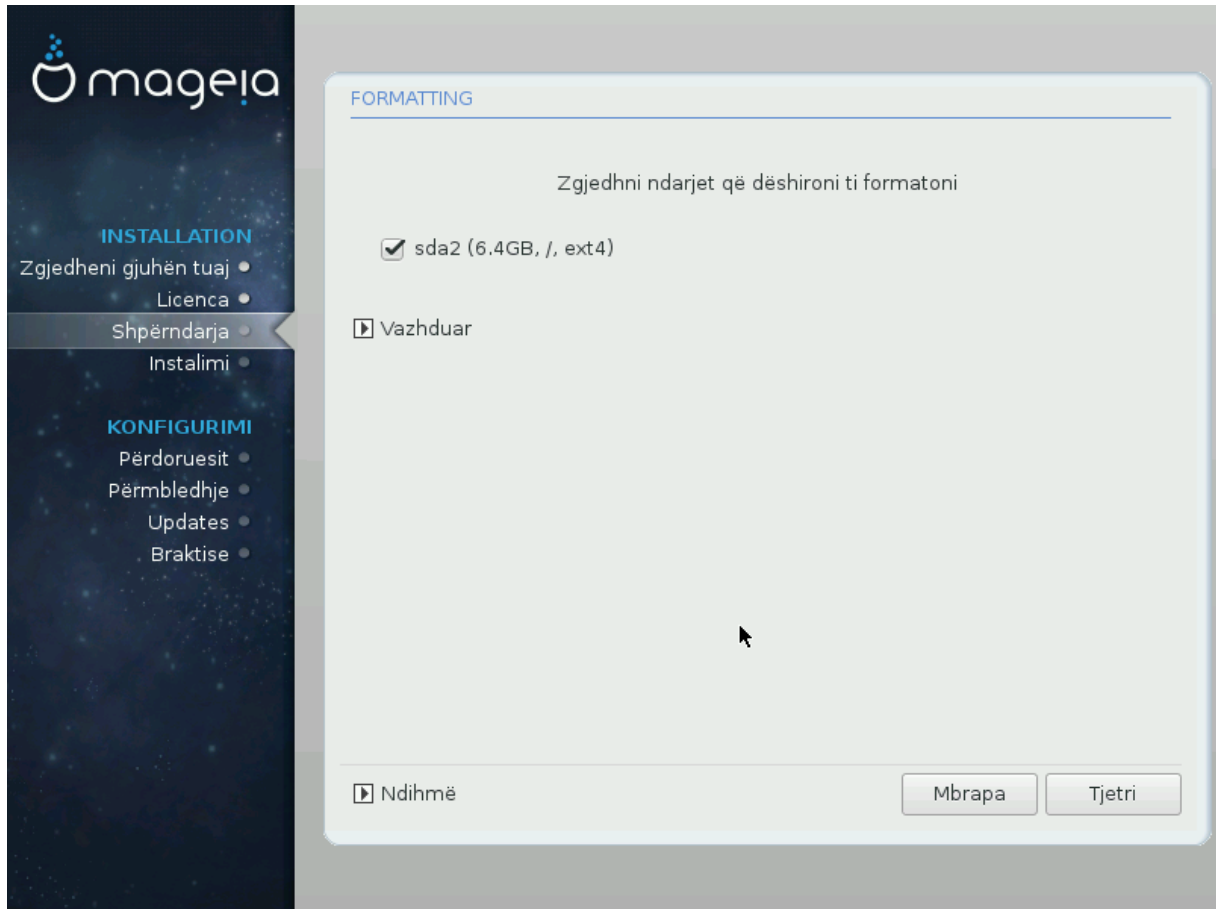 mageia
INSTALLATION
Zgjedheni gjuhën tuaj
Licenca
Shpërndarja
Instalimi
KONFIGURIMI
Përdoruesit
Përmbledhje
Updates
Braktise
FORMATTING
Zgjedhni ndarjet që dëshironi ti formatoni
sda2 (6.4GB, /, ext4)
Vazhduar
Ndihmë
Mbrapa
Tjetri